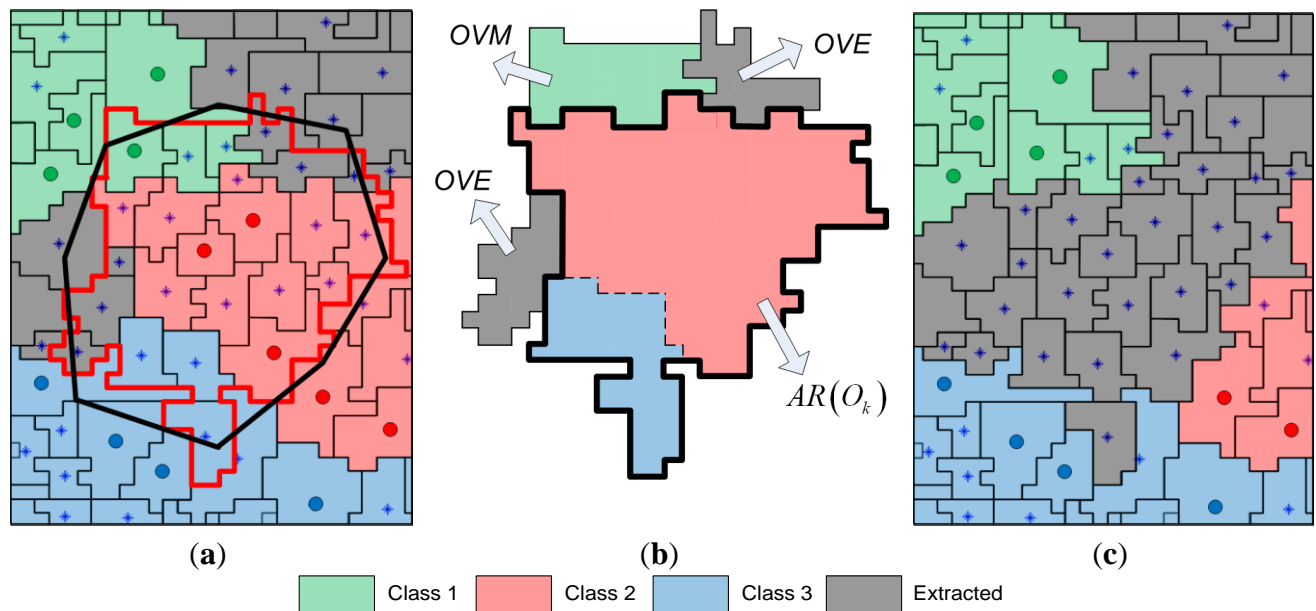 OVM
OVE
OVE
AR(O_k)
(a)
(b)
(c)
Class 1
Class 2
Class 3
Extracted